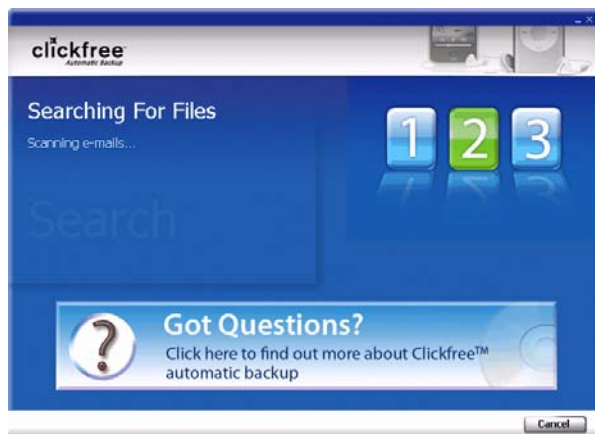 clickfree
Automatic Backup
Searching For Files
Scanning e-mails...
Search
1 2 3
Got Questions?
Click here to find out more about Clickfree™
automatic backup
?
Cancel